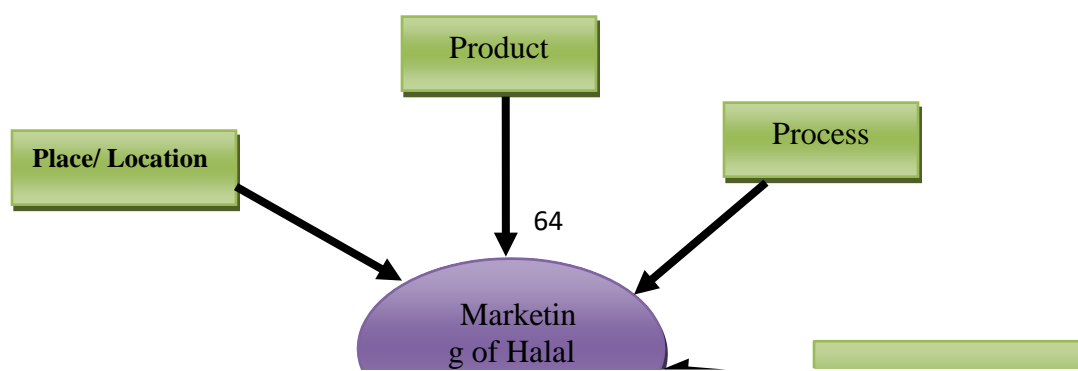 Product
Process
Place/ Location
64
Marketin
g of Halal